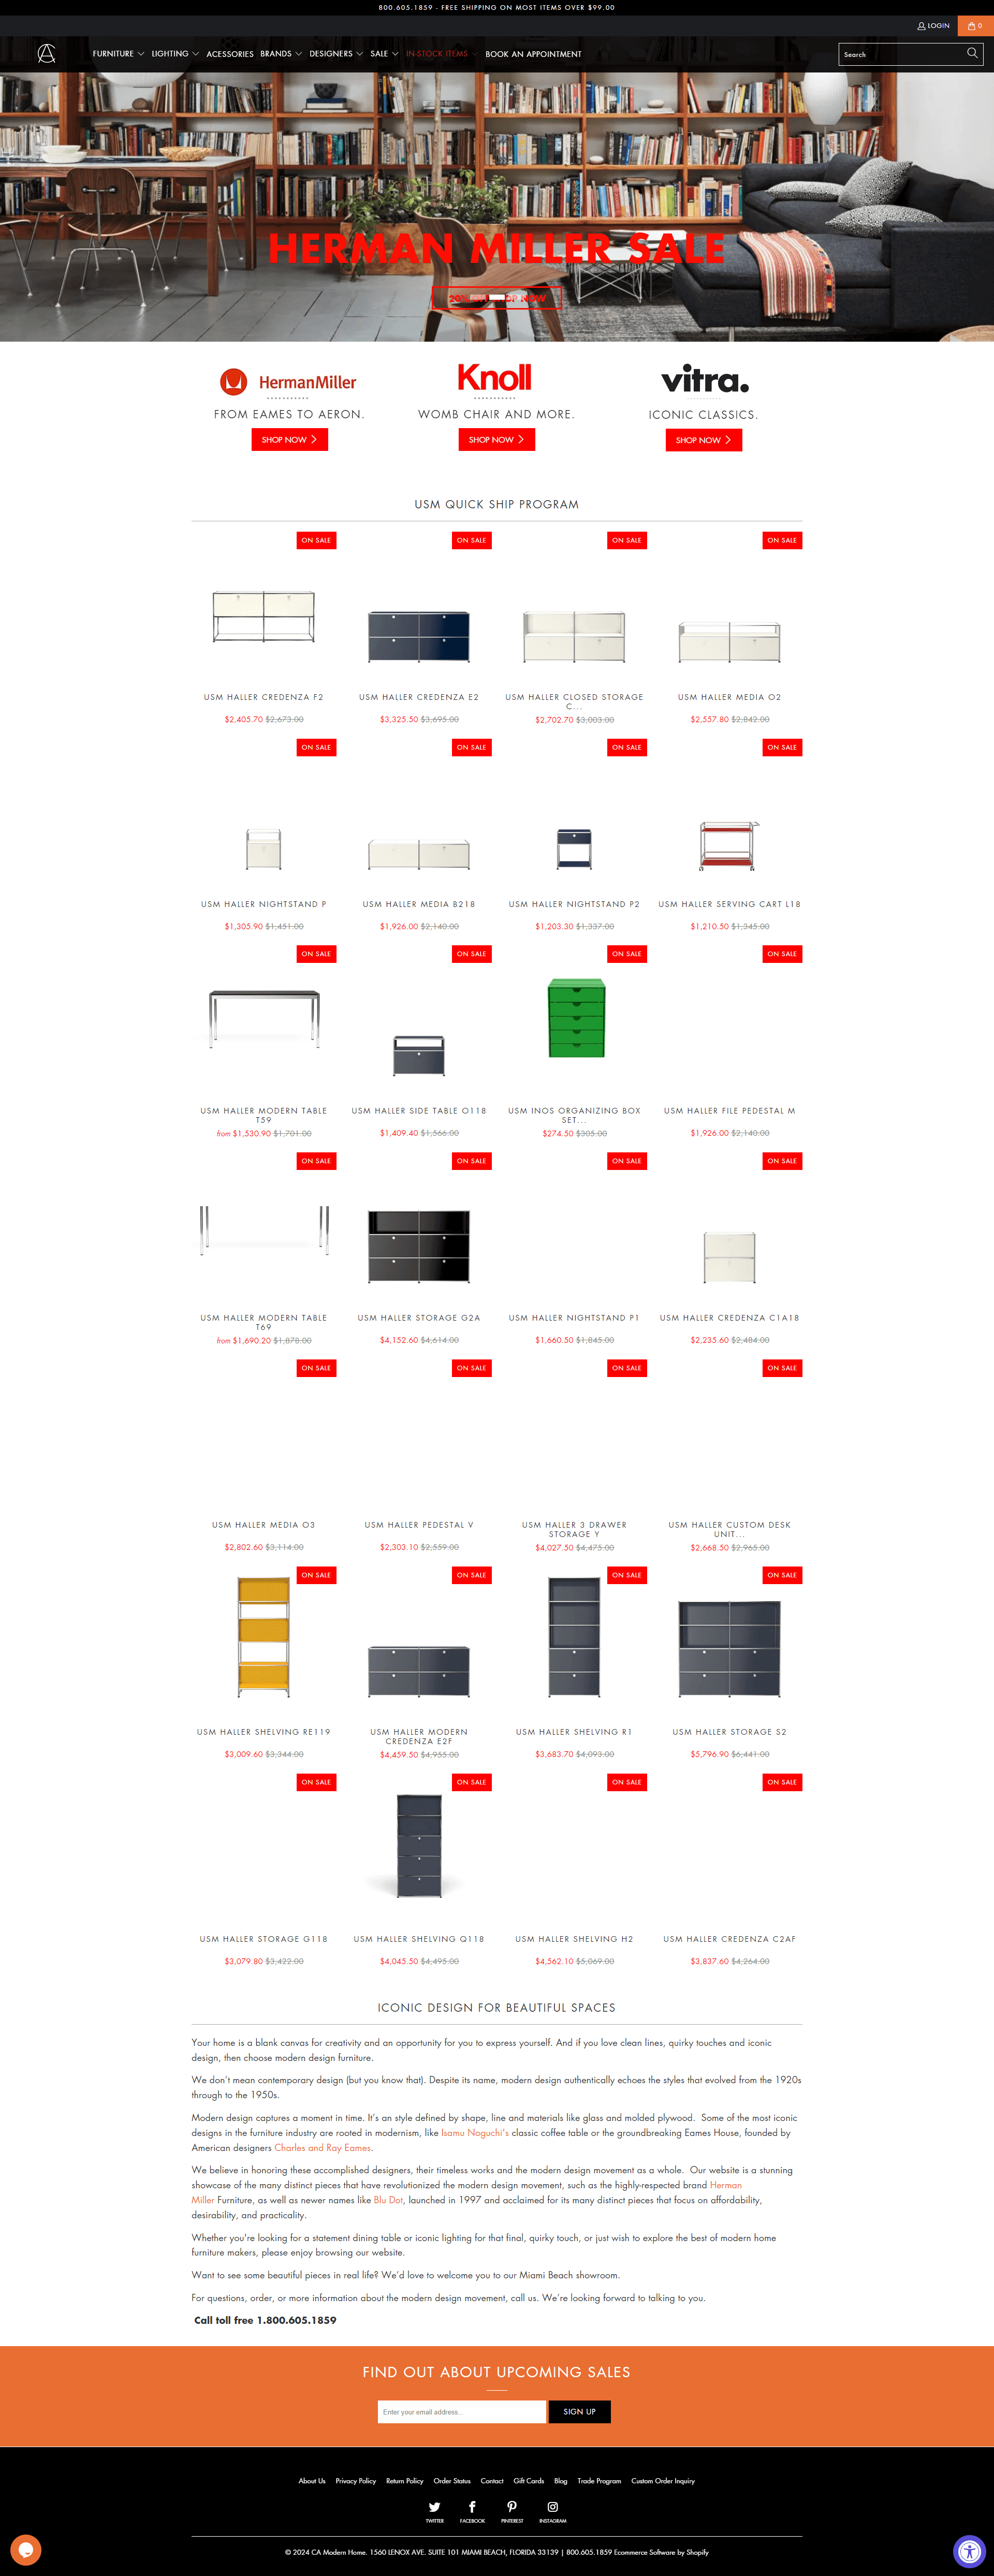 800.605.1859 - FREE SHIPPING ON MOST ITEMS OVER $99.00
LOGIN
0
FURNITURE LIGHTING ACESSORIES BRANDS DESIGNERS SALE IN-STOCK ITEMS BOOK AN APPOINTMENT
Search
HERMAN MILLER SALE
HermanMiller Knoll vitra.
FROM EAMES TO AERON. WOMB CHAIR AND MORE. ICONIC CLASSICS.
SHOP NOW SHOP NOW SHOP NOW
USM QUICK SHIP PROGRAM
ON SALE ON SALE ON SALE ON SALE
USM HALLER CREDENZA F2 USM HALLER CREDENZA E2 USM HALLER CLOSED STORAGE C... USM HALLER MEDIA O2
$2,405.70 $2,673.00 $3,325.50 $3,695.00 $2,702.70 $3,003.00 $2,557.80 $2,842.00
ON SALE ON SALE ON SALE ON SALE
USM HALLER NIGHTSTAND P USM HALLER MEDIA B218 USM HALLER NIGHTSTAND P2 USM HALLER SERVING CART L18
$1,305.90 $1,451.00 $1,926.00 $2,140.00 $1,203.30 $1,337.00 $1,210.50 $1,345.00
ON SALE ON SALE ON SALE ON SALE
USM HALLER MODERN TABLE T59 USM HALLER SIDE TABLE O118 USM INOS ORGANIZING BOX SET... USM HALLER FILE PEDESTAL M
from $1,530.90 $1,701.00 $1,409.40 $1,566.00 $274.50 $305.00 $1,926.00 $2,140.00
ON SALE ON SALE ON SALE ON SALE
USM HALLER MODERN TABLE T69 USM HALLER STORAGE G2A USM HALLER NIGHTSTAND P1 USM HALLER CREDENZA C1A18
from $1,690.20 $1,878.00 $4,152.60 $4,614.00 $1,660.50 $1,845.00 $2,235.60 $2,484.00
ON SALE ON SALE ON SALE ON SALE
USM HALLER MEDIA O3 USM HALLER PEDESTAL V USM HALLER 3 DRAWER STORAGE Y USM HALLER CUSTOM DESK UNIT...
$2,802.60 $3,114.00 $2,303.10 $2,559.00 $4,027.50 $4,475.00 $2,668.50 $2,965.00
ON SALE ON SALE ON SALE ON SALE
USM HALLER SHELVING RE119 USM HALLER MODERN CREDENZA E2F USM HALLER SHELVING R1 USM HALLER STORAGE S2
$3,009.60 $3,344.00 $4,459.50 $4,955.00 $3,683.70 $4,093.00 $5,796.90 $6,441.00
ON SALE ON SALE ON SALE ON SALE
USM HALLER STORAGE G118 USM HALLER SHELVING Q118 USM HALLER SHELVING H2 USM HALLER CREDENZA C2AF
$3,079.80 $3,422.00 $4,045.50 $4,495.00 $4,562.10 $5,069.00 $3,837.60 $4,264.00
ICONIC DESIGN FOR BEAUTIFUL SPACES
Your home is a blank canvas for creativity and an opportunity for you to express yourself. And if you love clean lines, quirky touches and iconic
design, then choose modern design furniture.
We don't mean contemporary design (but you know that). Despite its name, modern design authentically echoes the styles that evolved from the 1920s
through to the 1950s.
Modern design captures a moment in time. It's an style defined by shape, line and materials like glass and molded plywood. Some of the most iconic
designs in the furniture industry are rooted in modernism, like Isamu Noguchi's classic coffee table or the groundbreaking Eames House, founded by
American designers Charles and Ray Eames.
We believe in honoring these accomplished designers, their timeless works and the modern design movement as a whole. Our website is a stunning
showcase of the many distinct pieces that have revolutionized the modern design movement, such as the highly-respected brand Herman
Miller Furniture, as well as newer names like Blu Dot, launched in 1997 and acclaimed for its many distinct pieces that focus on affordability,
desirability, and practicality.
Whether you're looking for a statement dining table or iconic lighting for that final, quirky touch, or just wish to explore the best of modern home
furniture makers, please enjoy browsing our website.
Want to see some beautiful pieces in real life? We'd love to welcome you to our Miami Beach showroom.
For questions, order, or more information about the modern design movement, call us. We're looking forward to talking to you.
Call toll free 1.800.605.1859
FIND OUT ABOUT UPCOMING SALES
Enter your email address...
SIGN UP
About Us Privacy Policy Return Policy Order Status Contact Gift Cards Blog Trade Program Custom Order Inquiry
TWITTER FACEBOOK PINTEREST INSTAGRAM
© 2024 CA Modern Home. 1560 LENOX AVE. SUITE 101 MIAMI BEACH, FLORIDA 33139 | 800.605.1859 Ecommerce Software by Shopify